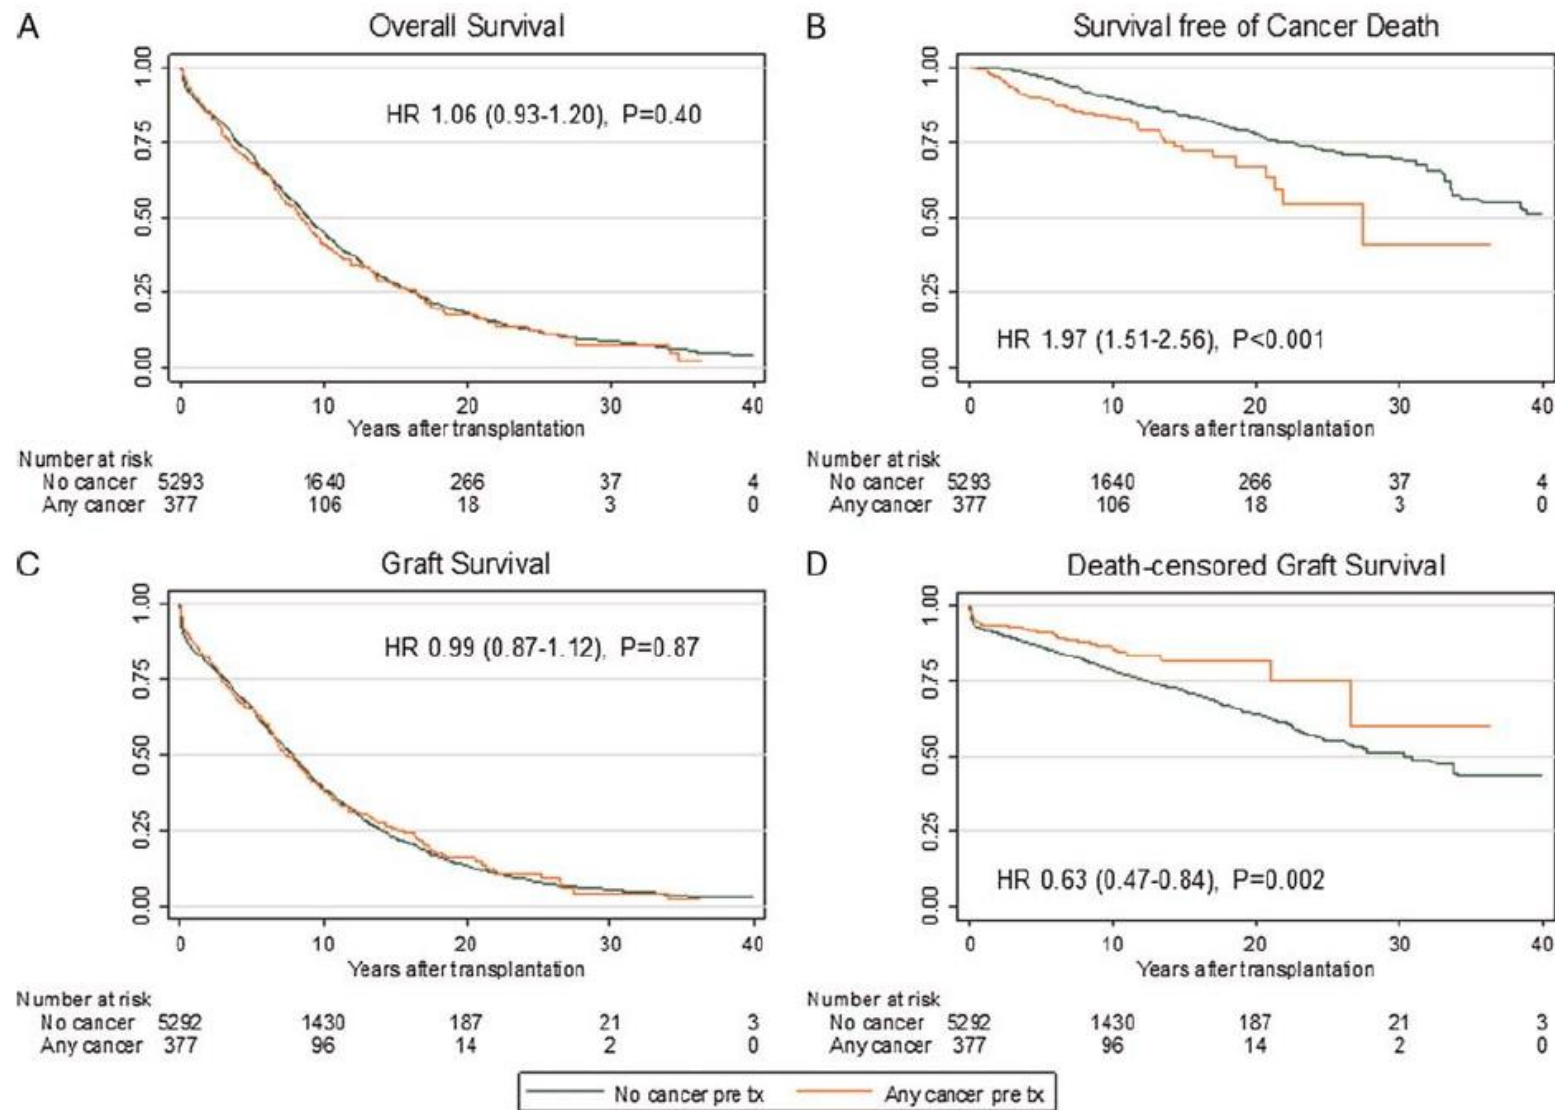 A
Overall Survival
1.00
0.75
0.50
0.25
0.00
HR 1.06 (0.93-1.20), P=0.40
0 10 20 30 40
Years after transplantation
Number at risk
No cancer 5293 1640 266 37 4
Any cancer 377 106 18 3 0
B
Survival free of Cancer Death
1.00
0.75
0.50
0.25
0.00
HR 1.97 (1.51-2.56), P<0.001
0 10 20 30 40
Years after transplantation
Number at risk
No cancer 5293 1640 266 37 4
Any cancer 377 106 18 3 0
C
Graft Survival
1.00
0.75
0.50
0.25
0.00
HR 0.99 (0.87-1.12), P=0.87
0 10 20 30 40
Years after transplantation
Number at risk
No cancer 5292 1430 187 21 3
Any cancer 377 96 14 2 0
D
Death-censored Graft Survival
1.00
0.75
0.50
0.25
0.00
HR 0.63 (0.47-0.84), P=0.002
0 10 20 30 40
Years after transplantation
Number at risk
No cancer 5292 1430 187 21 3
Any cancer 377 96 14 2 0
No cancer pre tx Any cancer pre tx